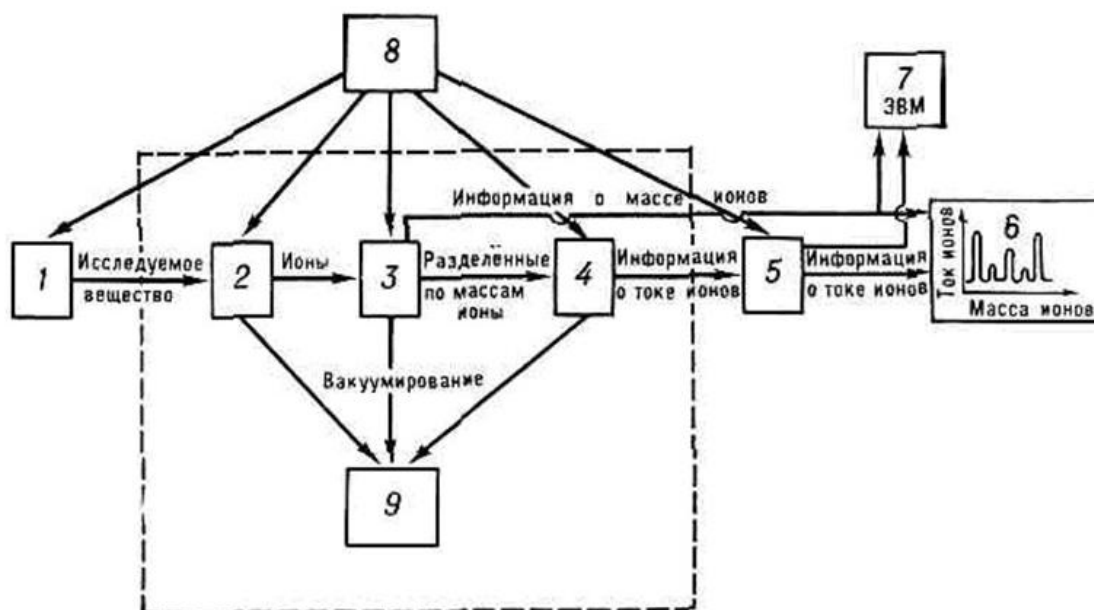 8
7
ЭВМ
Информация о массе ионов
1
Исследуемое
вещество
2
Ионы
3
Разделённые
по массам
ионы
4
Информация
о токе ионов
5
Информация
о токе ионов
6
Ток ионов
Масса ионов
Вакуумирование
9